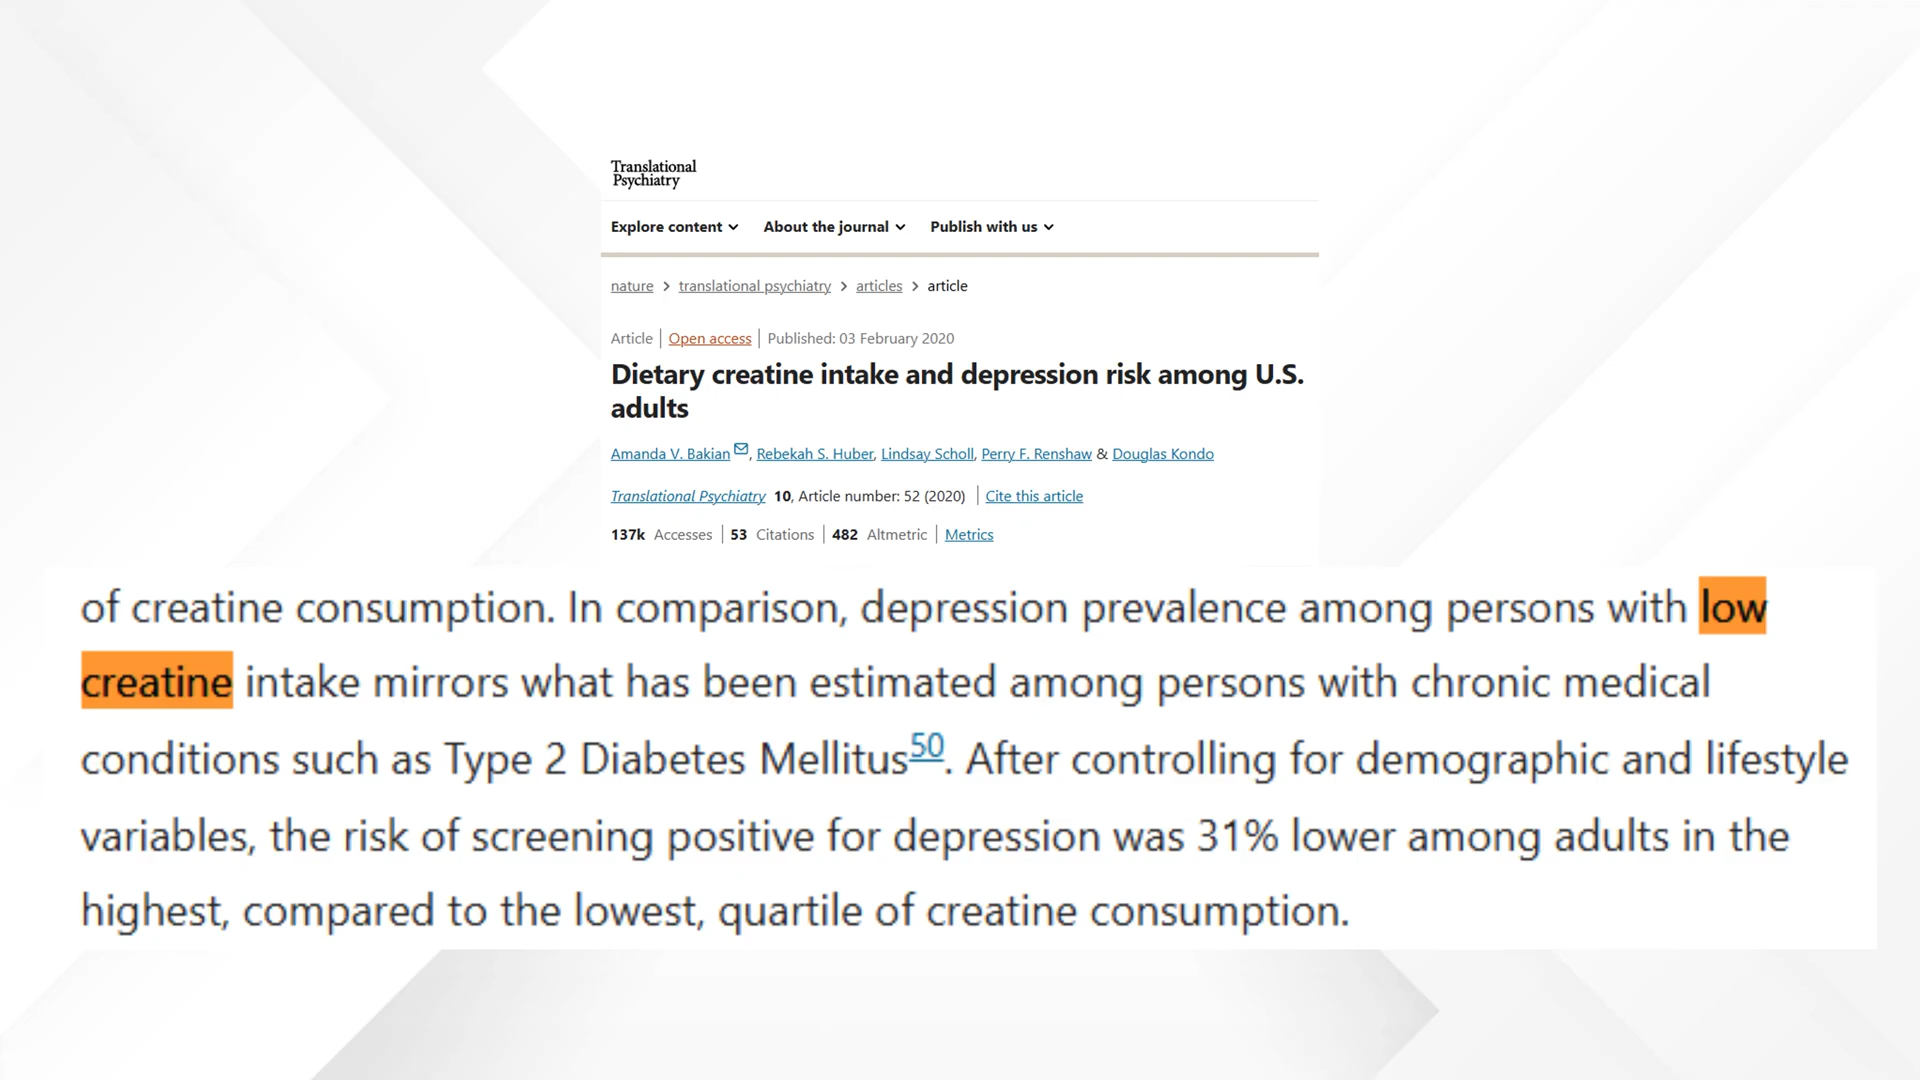 Translational
Psychiatry
Explore content About the journal Publish with us
nature > translational psychiatry > articles > article
Article | Open access | Published: 03 February 2020
Dietary creatine intake and depression risk among U.S.
adults
Amanda V. Bakian, Rebekah S. Huber, Lindsay Scholl, Perry F. Renshaw & Douglas Kondo
Translational Psychiatry 10, Article number: 52 (2020) | Cite this article
137k Accesses | 53 Citations | 482 Altmetric | Metrics
of creatine consumption. In comparison, depression prevalence among persons with low
creatine intake mirrors what has been estimated among persons with chronic medical
conditions such as Type 2 Diabetes Mellitus50. After controlling for demographic and lifestyle
variables, the risk of screening positive for depression was 31% lower among adults in the
highest, compared to the lowest, quartile of creatine consumption.